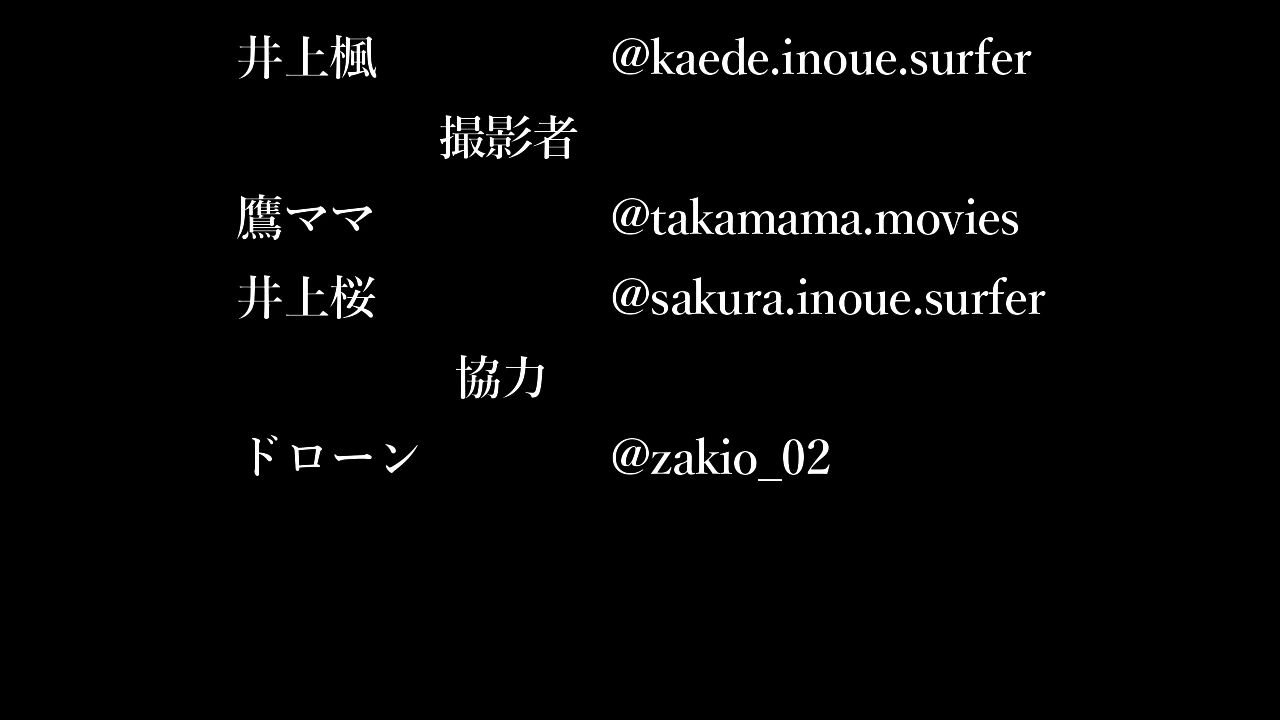 井上楓 @kaede.inoue.surfer
撮影者
鷹ママ @takamama.movies
井上桜 @sakura.inoue.surfer
協力
ドローン @zakio_02